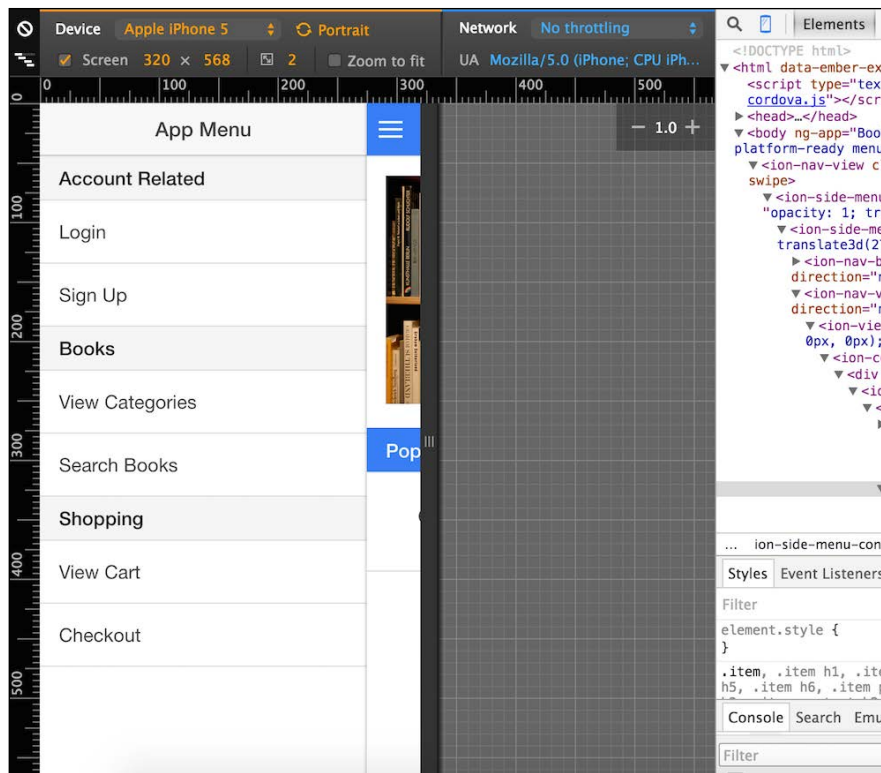 Device Apple iPhone 5 Portrait Network No throttling Elements
Screen 320 × 568 2 Zoom to fit UA Mozilla/5.0 (iPhone; CPU iPh...
0 100 200 300 400 500
0 100 200 300 400 500
App Menu
Account Related
Login
Sign Up
Books
View Categories
Search Books
Shopping
View Cart
Checkout
Pop
− 1.0 +
<!DOCTYPE html>
▼<html data-ember-ex
<script type="tex
cordova.js"></scr
▶<head>…</head>
▼<body ng-app="Boo
platform-ready menu
▼<ion-nav-view c
swipe>
▼<ion-side-menu
"opacity: 1; tr
▼<ion-side-me
translate3d(2
▶<ion-nav-b
direction="
▼<ion-nav-v
direction="
▼<ion-vie
0px, 0px);
▼<ion-c
▼<div
▼<i
▼<
... ion-side-menu-con
Styles Event Listeners
Filter
element.style {
}
.item, .item h1, .ite
h5, .item h6, .item p
Console Search Emu
Filter